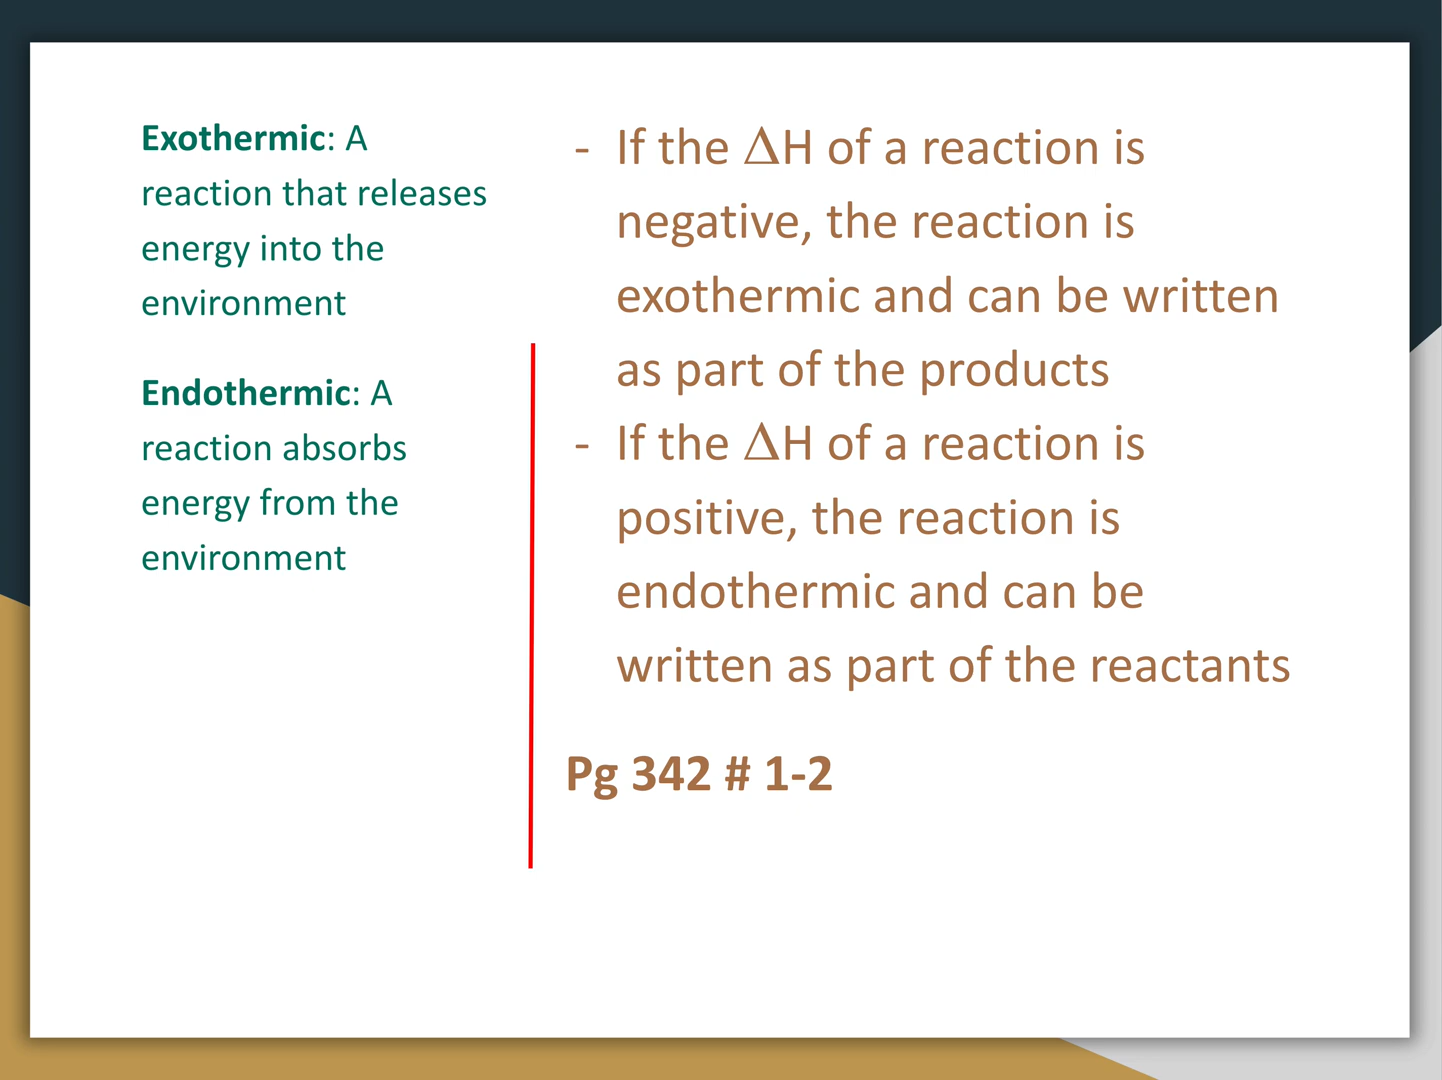 Exothermic: A
reaction that releases
energy into the
environment
Endothermic: A
reaction absorbs
energy from the
environment
- If the ΔH of a reaction is
negative, the reaction is
exothermic and can be written
as part of the products
- If the ΔH of a reaction is
positive, the reaction is
endothermic and can be
written as part of the reactants
Pg 342 # 1-2